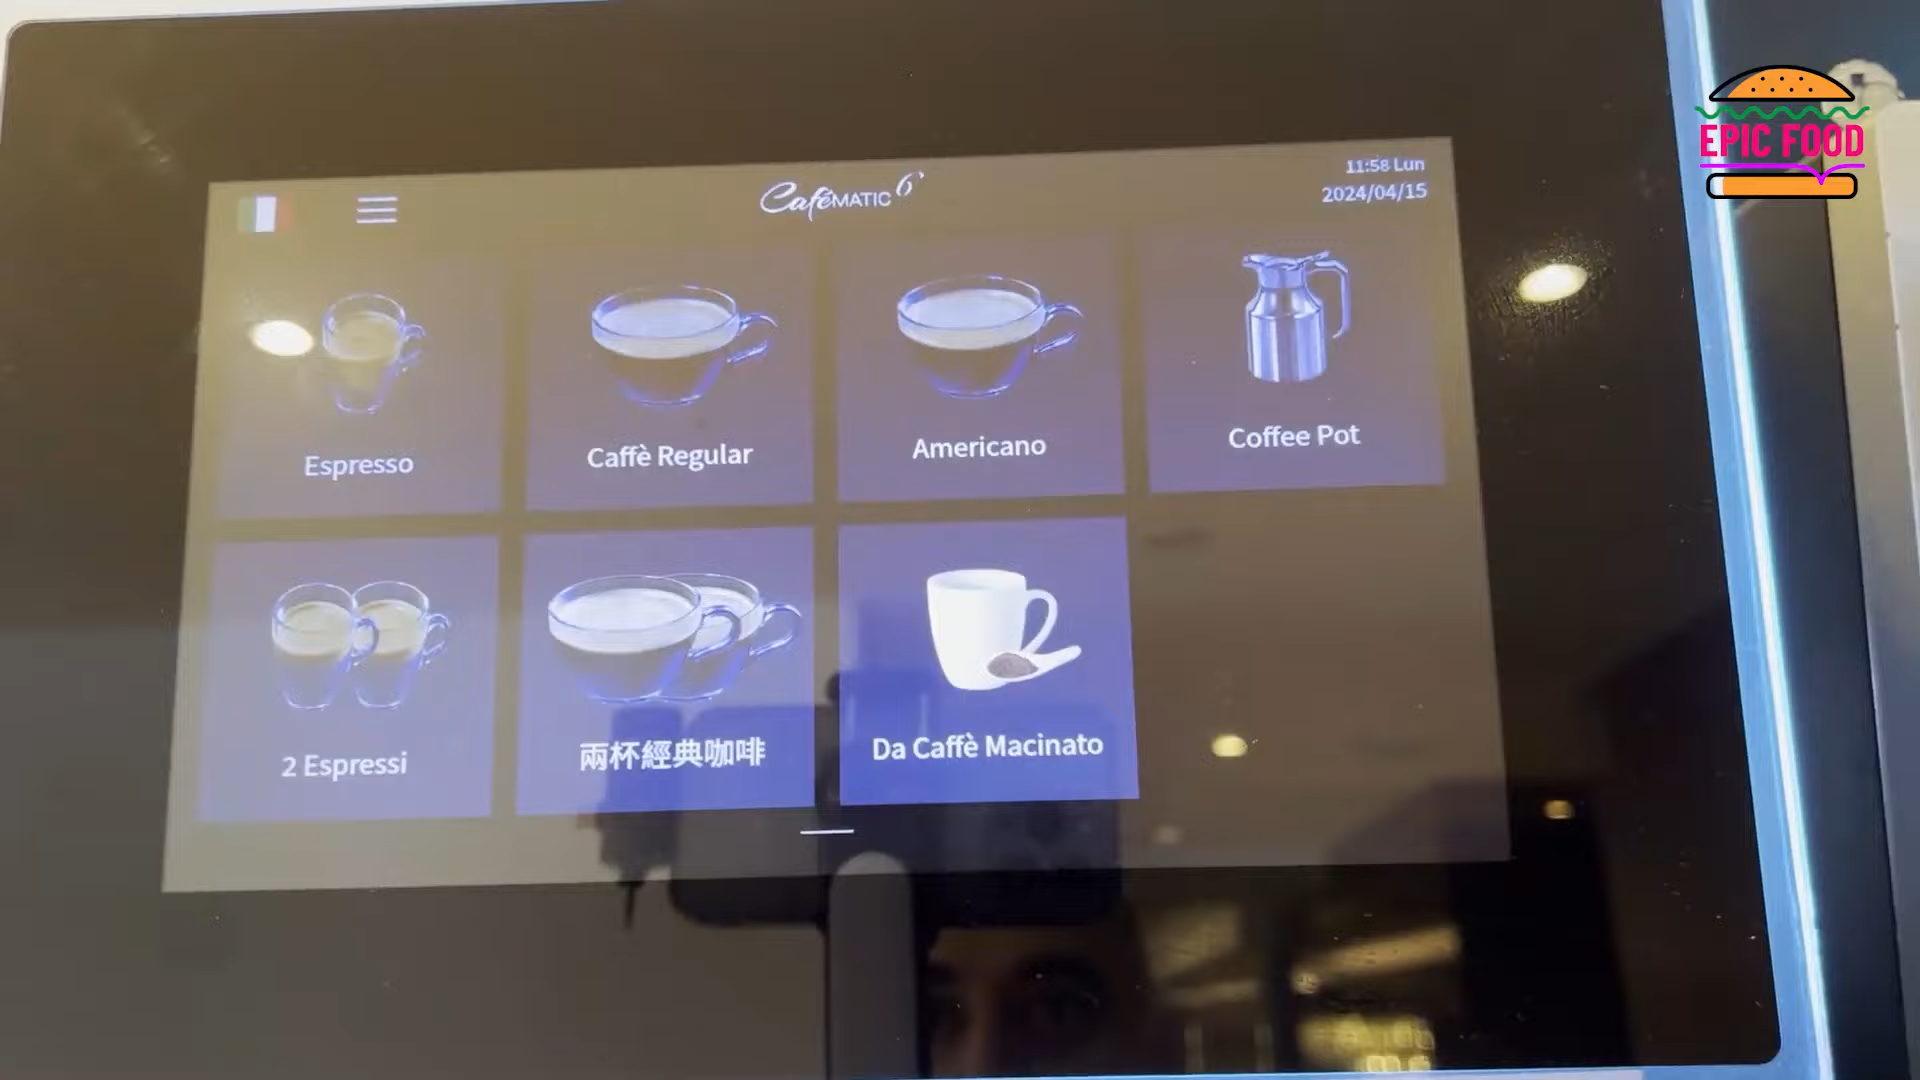 CaféMATIC 6
11:58 Lun
2024/04/15
EPIC FOOD
Espresso
Caffè Regular
Americano
Coffee Pot
2 Espressi
兩杯經典咖啡
Da Caffè Macinato